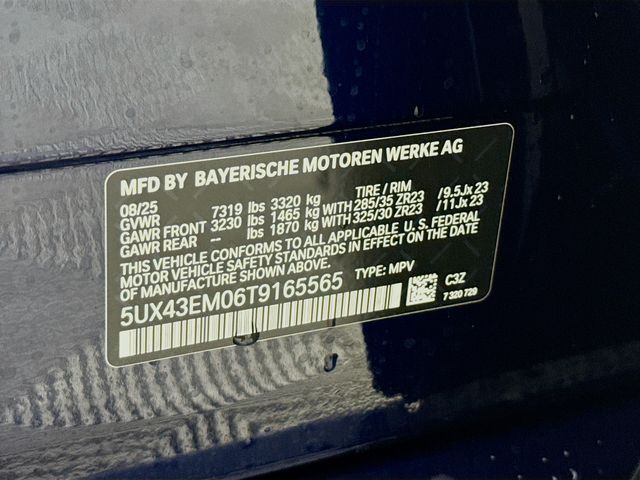 MFD BY BAYERISCHE MOTOREN WERKE AG
08/25 TIRE / RIM
GVWR 7319 lbs 3320 kg
GAWR FRONT 3230 lbs 1465 kg WITH 285/35 ZR23 /9.5Jx23
GAWR REAR -- lbs 1870 kg WITH 325/30 ZR23 /11Jx23
THIS VEHICLE CONFORMS TO ALL APPLICABLE U.S. FEDERAL
MOTOR VEHICLE SAFETY STANDARDS IN EFFECT ON THE DATE
OF MANUFACTURE SHOWN ABOVE.
5UX43EM06T9165565 TYPE: MPV
C3Z
7 320 729